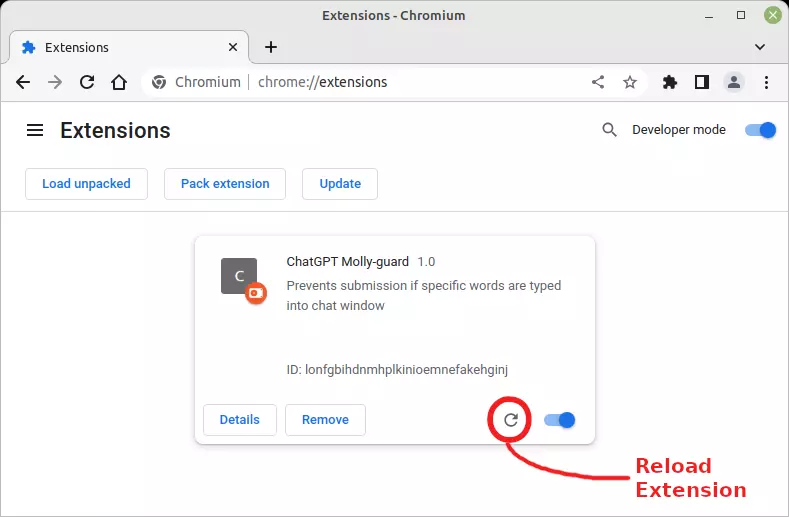 Extensions - Chromium
Extensions
Chromium chrome://extensions
Extensions
Developer mode
Load unpacked
Pack extension
Update
C
ChatGPT Molly-guard 1.0
Prevents submission if specific words are typed
into chat window
ID: lonfgbihdnmhplkinioemnefakehginj
Details
Remove
Reload
Extension